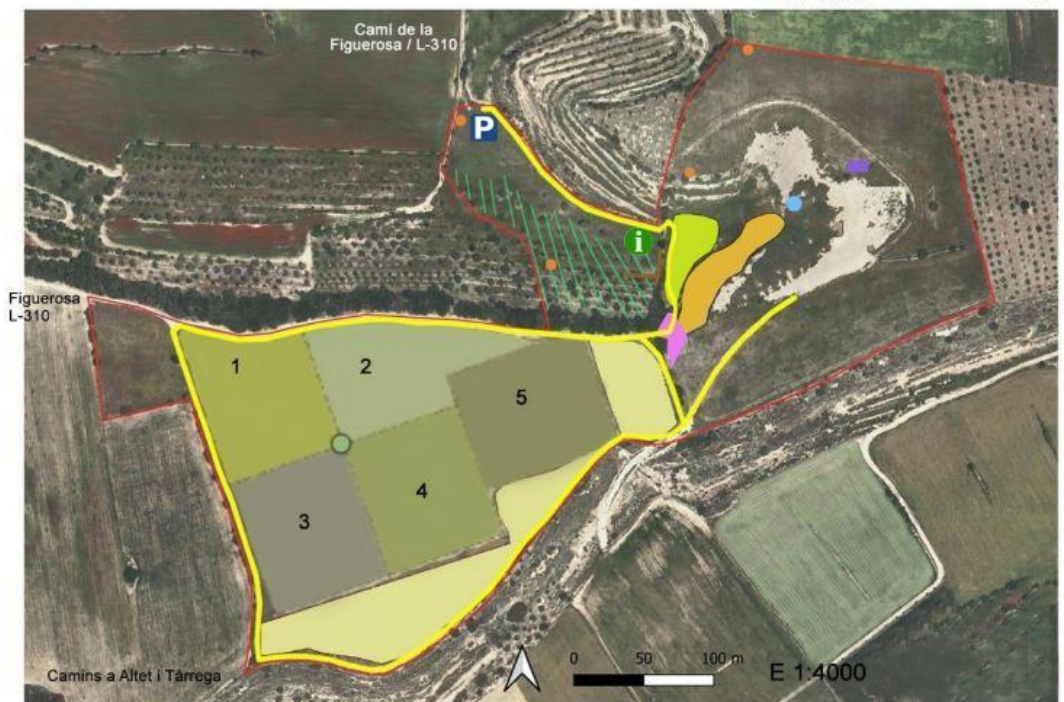 Camí de la
Figuerosa / L-310
P
i
Figuerosa
L-310
1
2
5
4
3
Camins a Altet i Tàrrega
0 50 100 m
E 1:4000